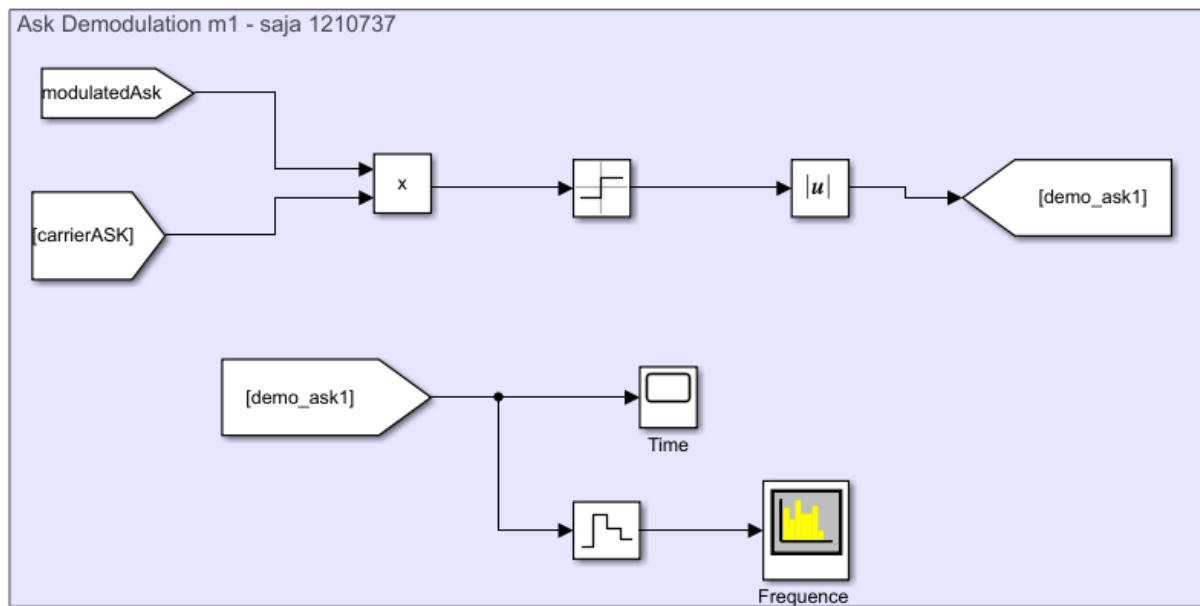 Ask Demodulation m1 - saja 1210737
modulatedAsk
[carrierASK]
x
|u|
[demo_ask1]
[demo_ask1]
Time
Frequence